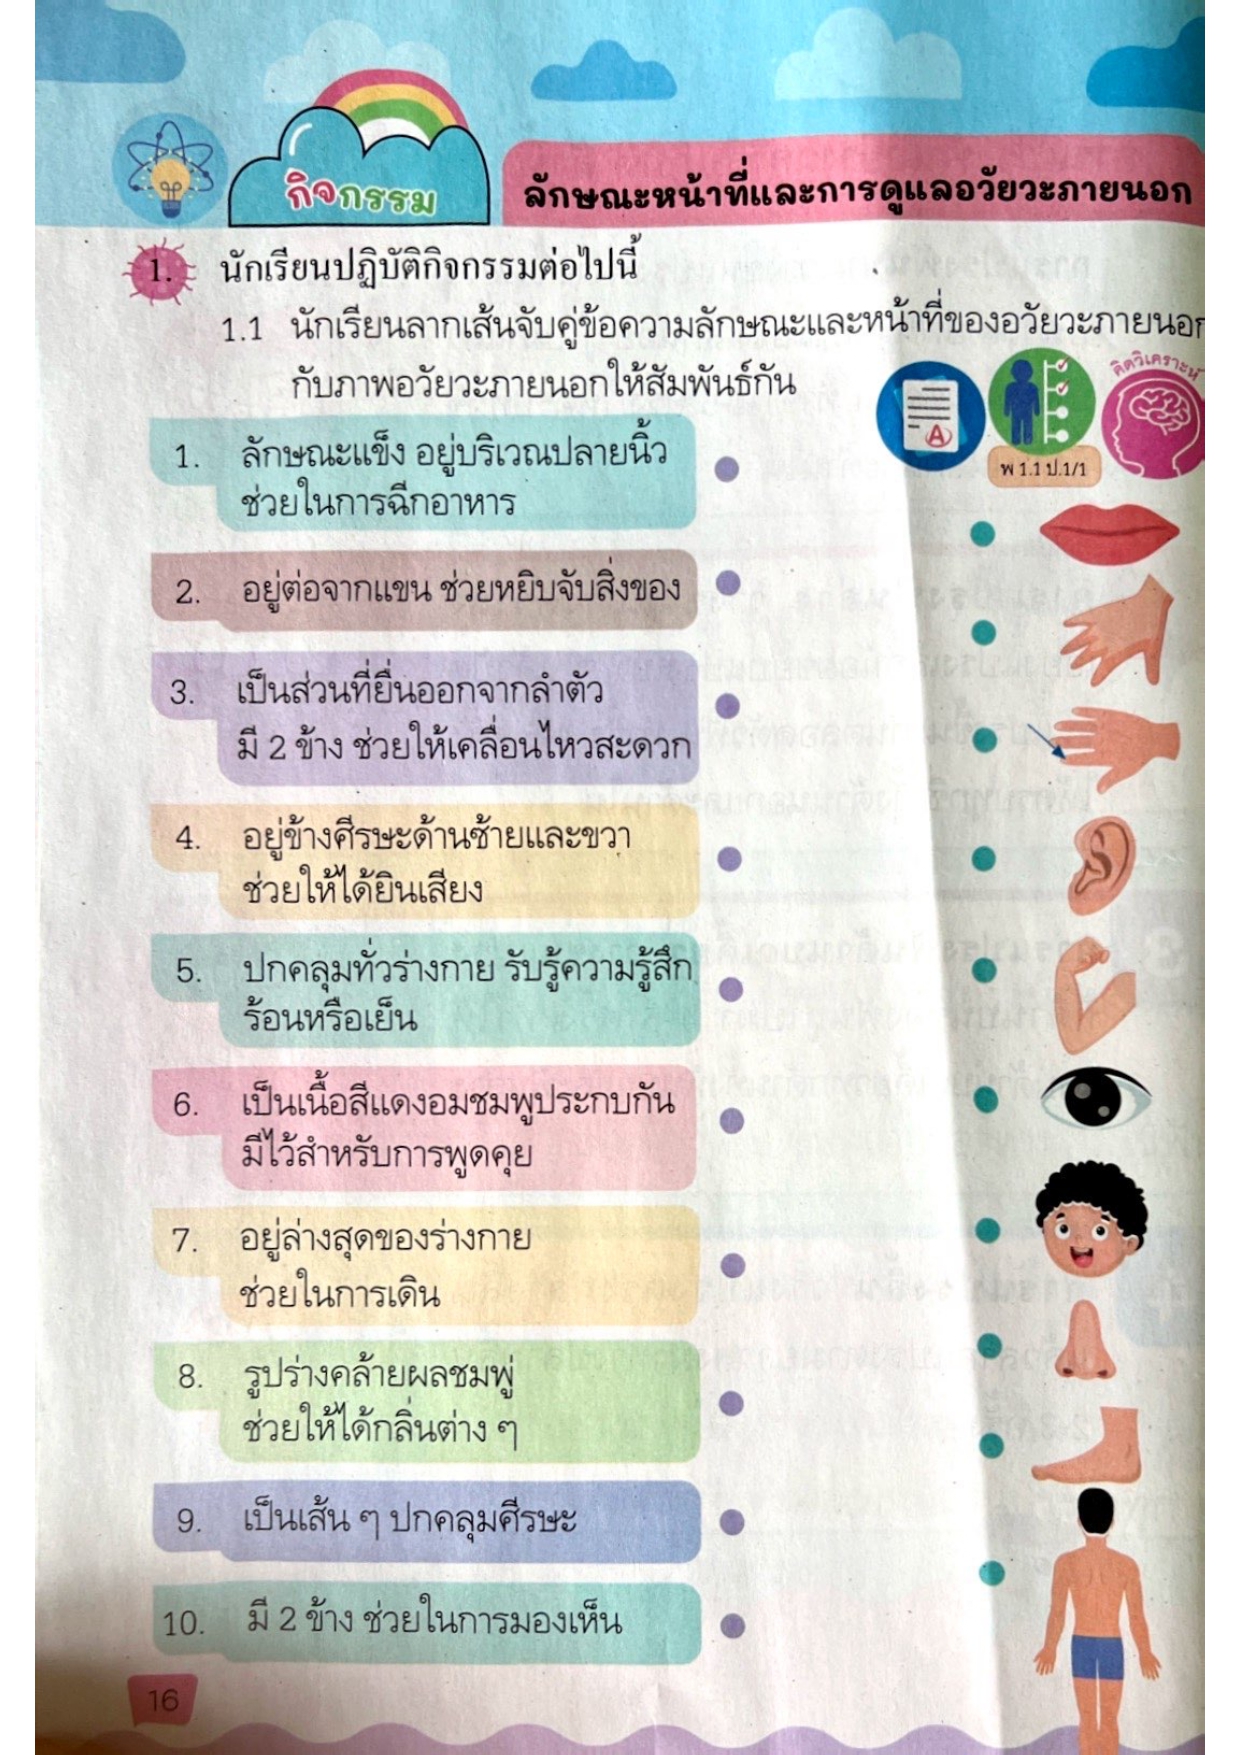 กิจกรรม
ลักษณะหน้าที่และการดูแลอวัยวะภายนอก
1. นักเรียนปฏิบัติกิจกรรมต่อไปนี้
1.1 นักเรียนลากเส้นจับคู่ข้อความลักษณะและหน้าที่ของอวัยวะภายนอก
กับภาพอวัยวะภายนอกให้สัมพันธ์กัน
A
พ 1.1 ป.1/1
คิดวิเคราะห์
1. ลักษณะแข็ง อยู่บริเวณปลายนิ้ว
ช่วยในการฉีกอาหาร
2. อยู่ต่อจากแขน ช่วยหยิบจับสิ่งของ
3. เป็นส่วนที่ยื่นออกจากลำตัว
มี 2 ข้าง ช่วยให้เคลื่อนไหวสะดวก
4. อยู่ข้างศีรษะด้านซ้ายและขวา
ช่วยให้ได้ยินเสียง
5. ปกคลุมทั่วร่างกาย รับรู้ความรู้สึก
ร้อนหรือเย็น
6. เป็นเนื้อสีแดงอมชมพูประกบกัน
มีไว้สำหรับการพูดคุย
7. อยู่ล่างสุดของร่างกาย
ช่วยในการเดิน
8. รูปร่างคล้ายผลชมพู่
ช่วยให้ได้กลิ่นต่าง ๆ
9. เป็นเส้น ๆ ปกคลุมศีรษะ
10. มี 2 ข้าง ช่วยในการมองเห็น
16